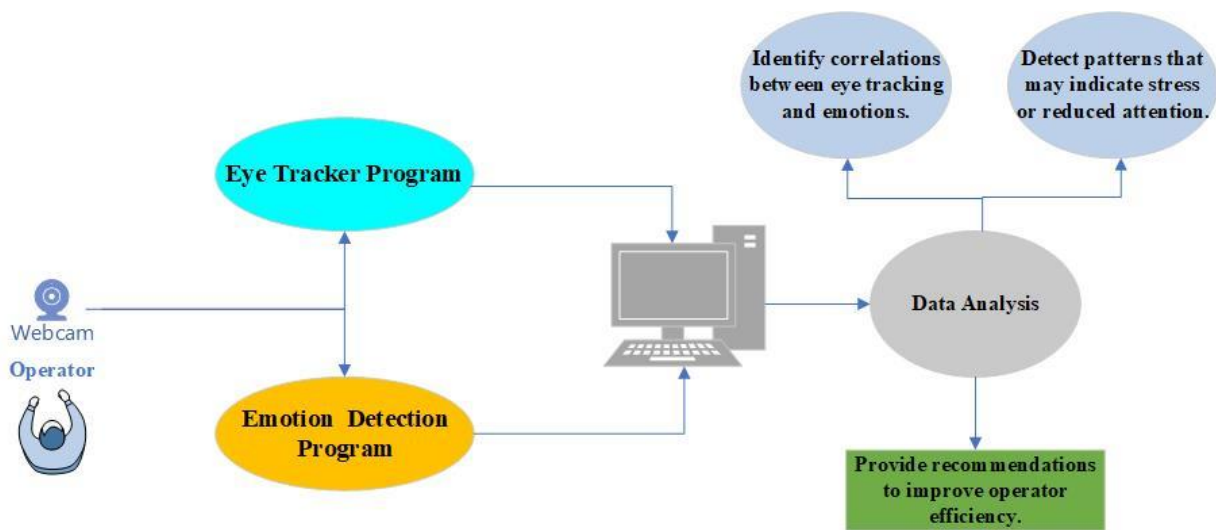 Identify correlations
between eye tracking
and emotions.
Detect patterns that
may indicate stress
or reduced attention.
Eye Tracker Program
Webcam
Operator
Data Analysis
Emotion Detection
Program
Provide recommendations
to improve operator
efficiency.